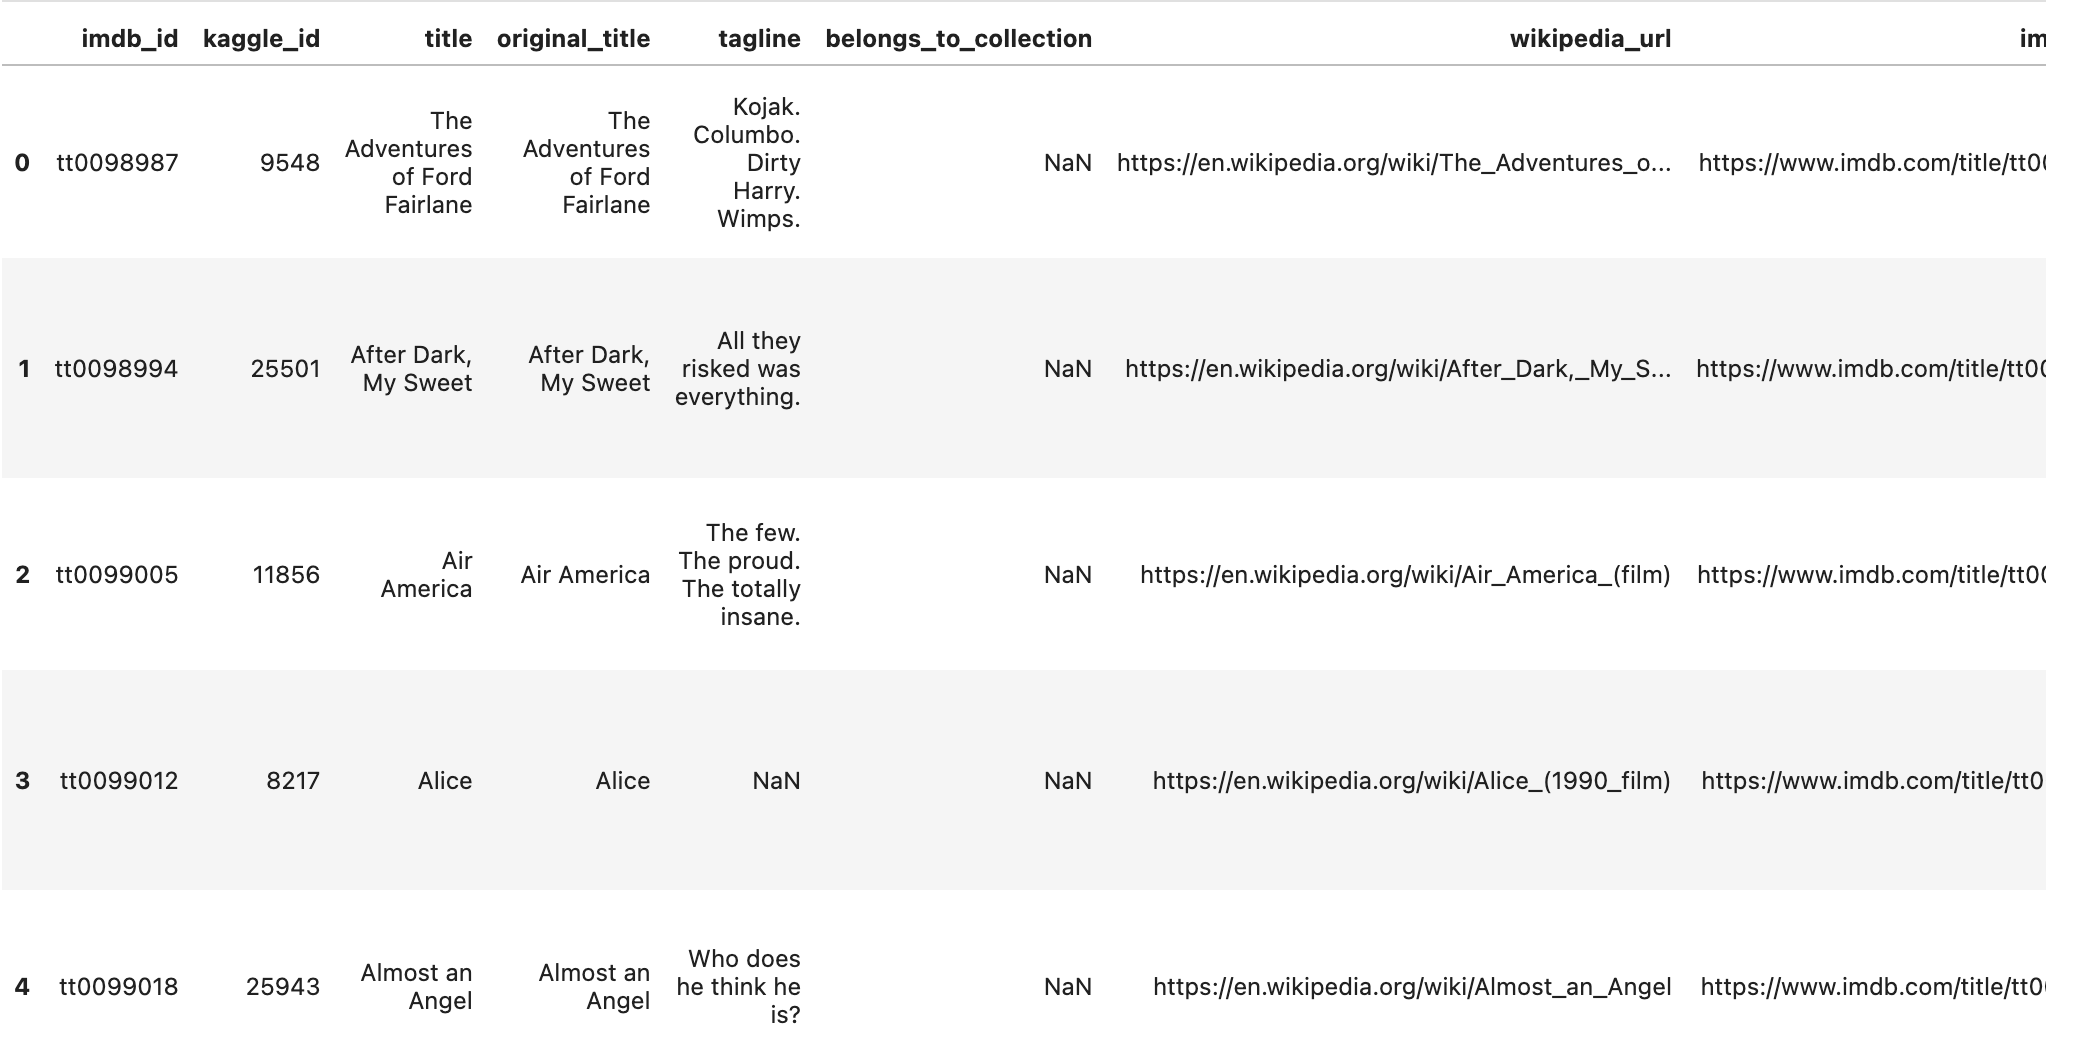 imdb_id kaggle_id title original_title tagline belongs_to_collection wikipedia_url im
0 tt0098987 9548 The Adventures of Ford Fairlane The Adventures of Ford Fairlane Kojak. Columbo. Dirty Harry. Wimps. NaN https://en.wikipedia.org/wiki/The_Adventures_o... https://www.imdb.com/title/tt00
1 tt0098994 25501 After Dark, My Sweet After Dark, My Sweet All they risked was everything. NaN https://en.wikipedia.org/wiki/After_Dark,_My_S... https://www.imdb.com/title/tt00
2 tt0099005 11856 Air America Air America The few. The proud. The totally insane. NaN https://en.wikipedia.org/wiki/Air_America_(film) https://www.imdb.com/title/tt00
3 tt0099012 8217 Alice Alice NaN NaN https://en.wikipedia.org/wiki/Alice_(1990_film) https://www.imdb.com/title/tt0
4 tt0099018 25943 Almost an Angel Almost an Angel Who does he think he is? NaN https://en.wikipedia.org/wiki/Almost_an_Angel https://www.imdb.com/title/tt0